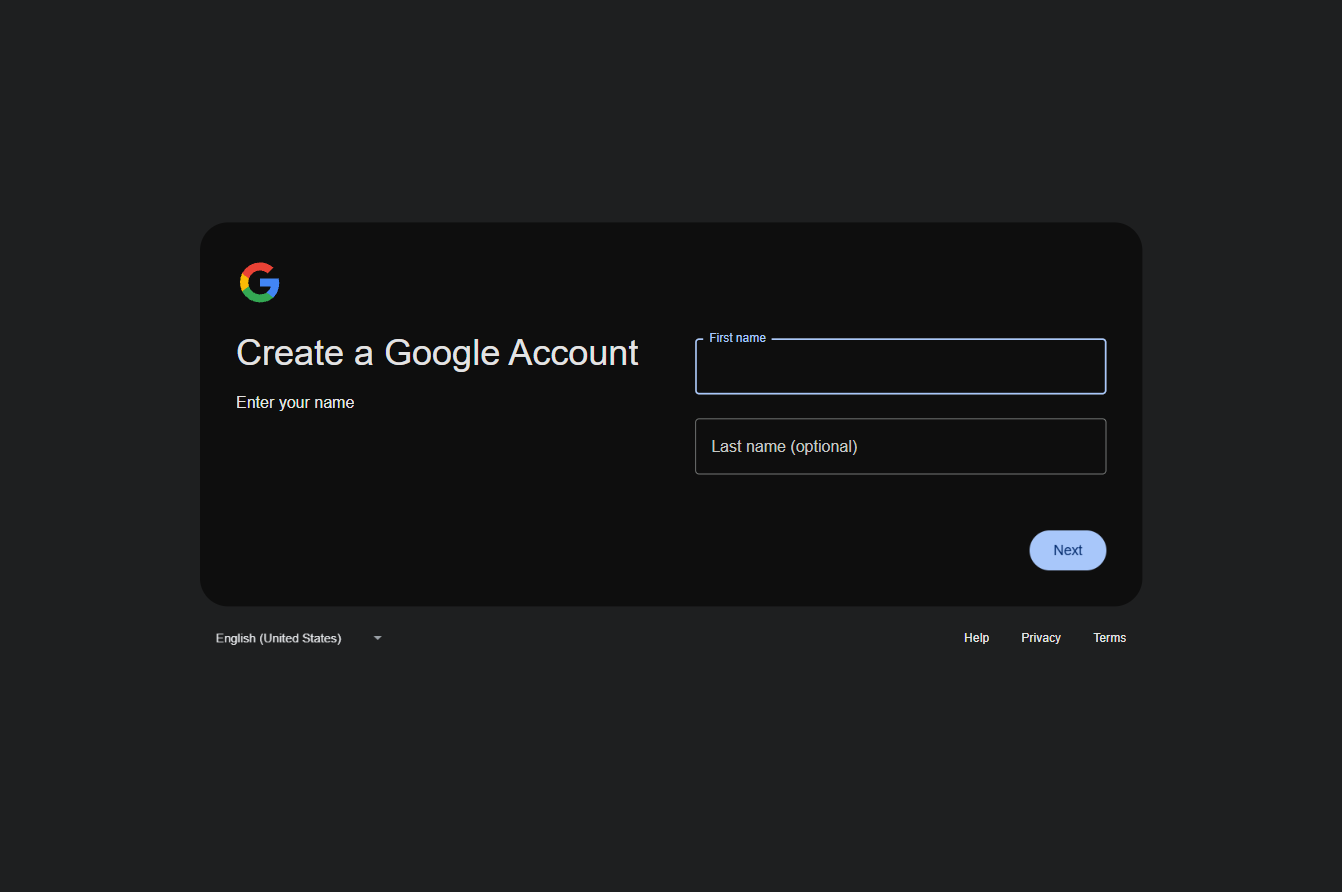 Create a Google Account
Enter your name
First name
Last name (optional)
Next
English (United States)
Help
Privacy
Terms